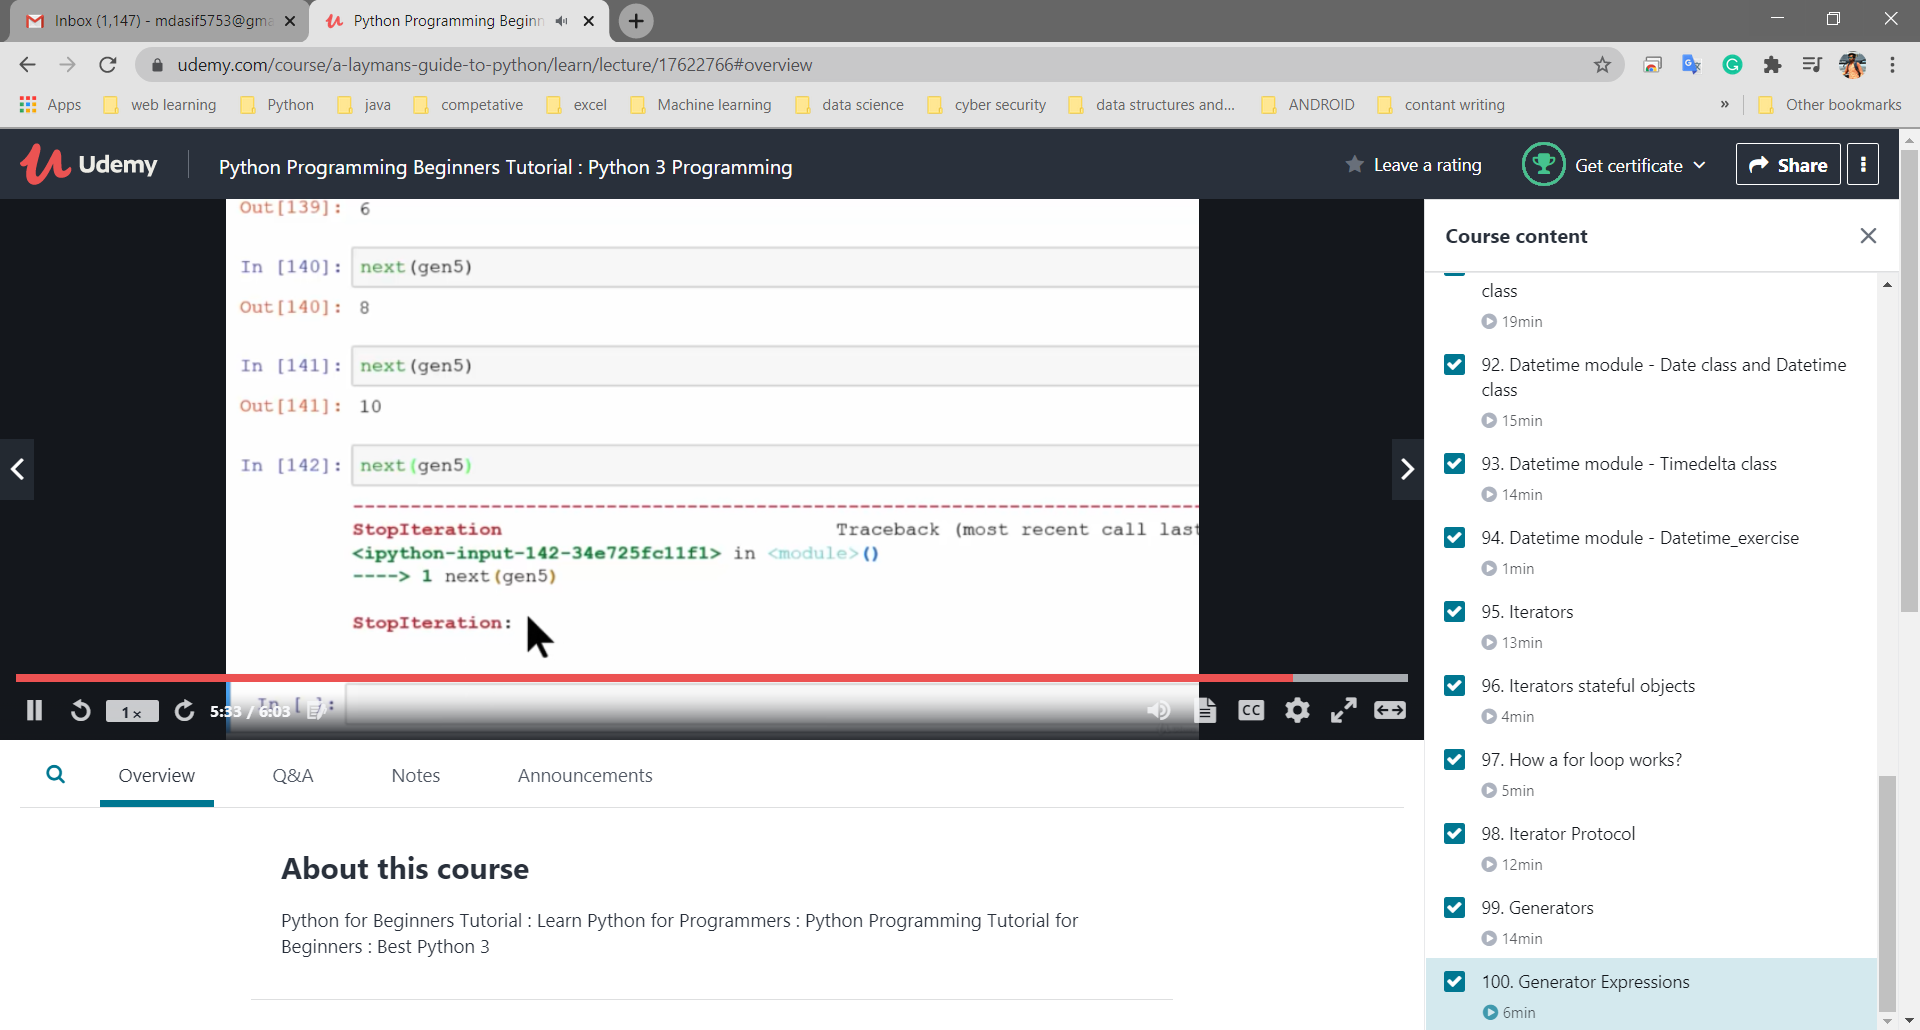 Inbox (1,147) - mdasif5753@gma
Python Programming Beginn
udemy.com/course/a-laymans-guide-to-python/learn/lecture/17622766#overview
Apps
web learning
Python
java
competative
excel
Machine learning
data science
cyber security
data structures and...
ANDROID
contant writing
»
Other bookmarks
Udemy
Python Programming Beginners Tutorial : Python 3 Programming
Leave a rating
Get certificate
Share
Out[139]: 6
In [140]: next(gen5)
Out[140]: 8
In [141]: next(gen5)
Out[141]: 10
In [142]: next(gen5)
StopIteration Traceback (most recent call last
<ipython-input-142-34e725fc11f1> in <module>()
----> 1 next(gen5)
StopIteration:
In [ ]:
1x
5:33 / 6:03
CC
Overview
Q&A
Notes
Announcements
About this course
Python for Beginners Tutorial : Learn Python for Programmers : Python Programming Tutorial for
Beginners : Best Python 3
Course content
class
19min
92. Datetime module - Date class and Datetime
class
15min
93. Datetime module - Timedelta class
14min
94. Datetime module - Datetime_exercise
1min
95. Iterators
13min
96. Iterators stateful objects
4min
97. How a for loop works?
5min
98. Iterator Protocol
12min
99. Generators
14min
100. Generator Expressions
6min